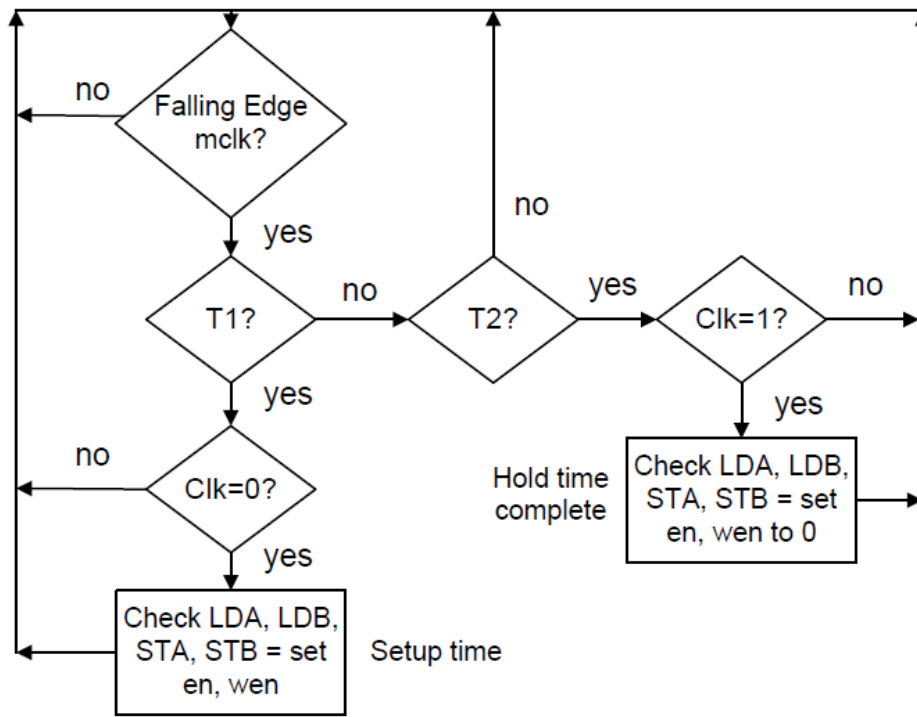 no
Falling Edge
mclk?
yes
no
T1?
no
T2?
yes
Clk=1?
no
yes
yes
no
Clk=0?
Hold time
complete
Check LDA, LDB,
STA, STB = set
en, wen to 0
yes
Check LDA, LDB,
STA, STB = set
en, wen
Setup time